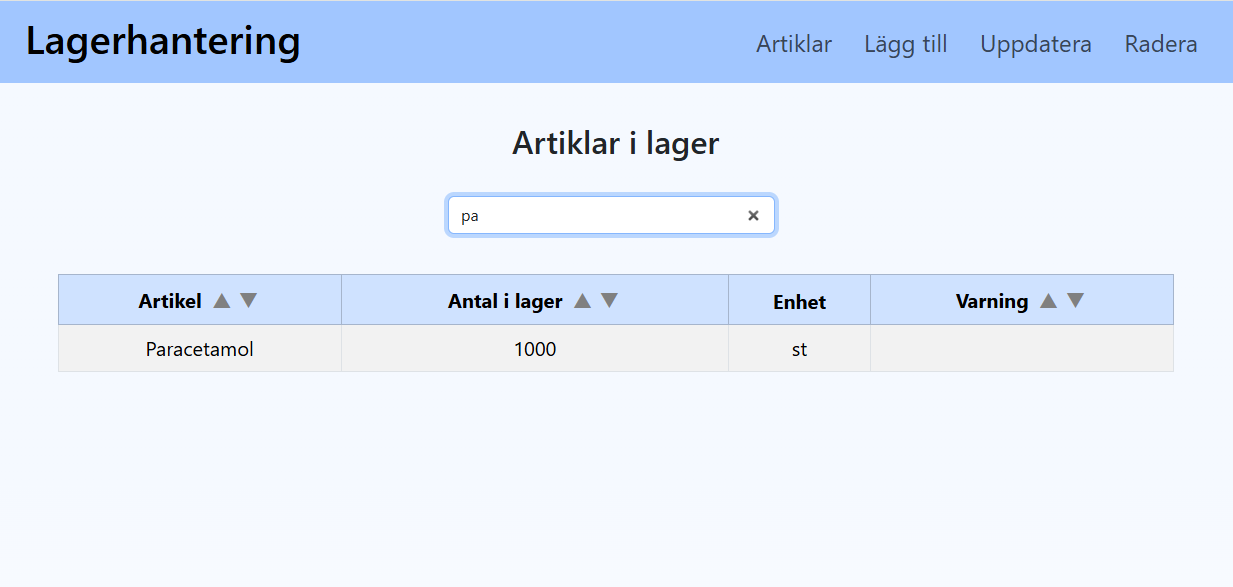 Lagerhantering
Artiklar Lägg till Uppdatera Radera
Artiklar i lager
pa
Artikel ▲ ▼ Antal i lager ▲ ▼ Enhet Varning ▲ ▼
Paracetamol 1000 st